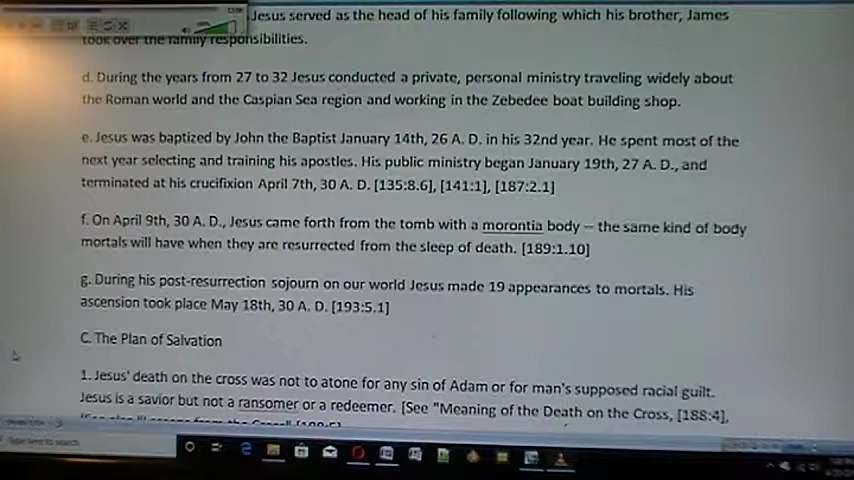 Jesus served as the head of his family following which his brother, James
took over the family responsibilities.
d. During the years from 27 to 32 Jesus conducted a private, personal ministry traveling widely about
the Roman world and the Caspian Sea region and working in the Zebedee boat building shop.
e. Jesus was baptized by John the Baptist January 14th, 26 A. D. in his 32nd year. He spent most of the
next year selecting and training his apostles. His public ministry began January 19th, 27 A. D., and
terminated at his crucifixion April 7th, 30 A. D. [135:8.6], [141:1], [187:2.1]
f. On April 9th, 30 A. D., Jesus came forth from the tomb with a morontia body – the same kind of body
mortals will have when they are resurrected from the sleep of death. [189:1.10]
g. During his post-resurrection sojourn on our world Jesus made 19 appearances to mortals. His
ascension took place May 18th, 30 A. D. [193:5.1]
C. The Plan of Salvation
1. Jesus' death on the cross was not to atone for any sin of Adam or for man's supposed racial guilt.
Jesus is a savior but not a ransomer or a redeemer. [See "Meaning of the Death on the Cross, [188:4],
Type here to search